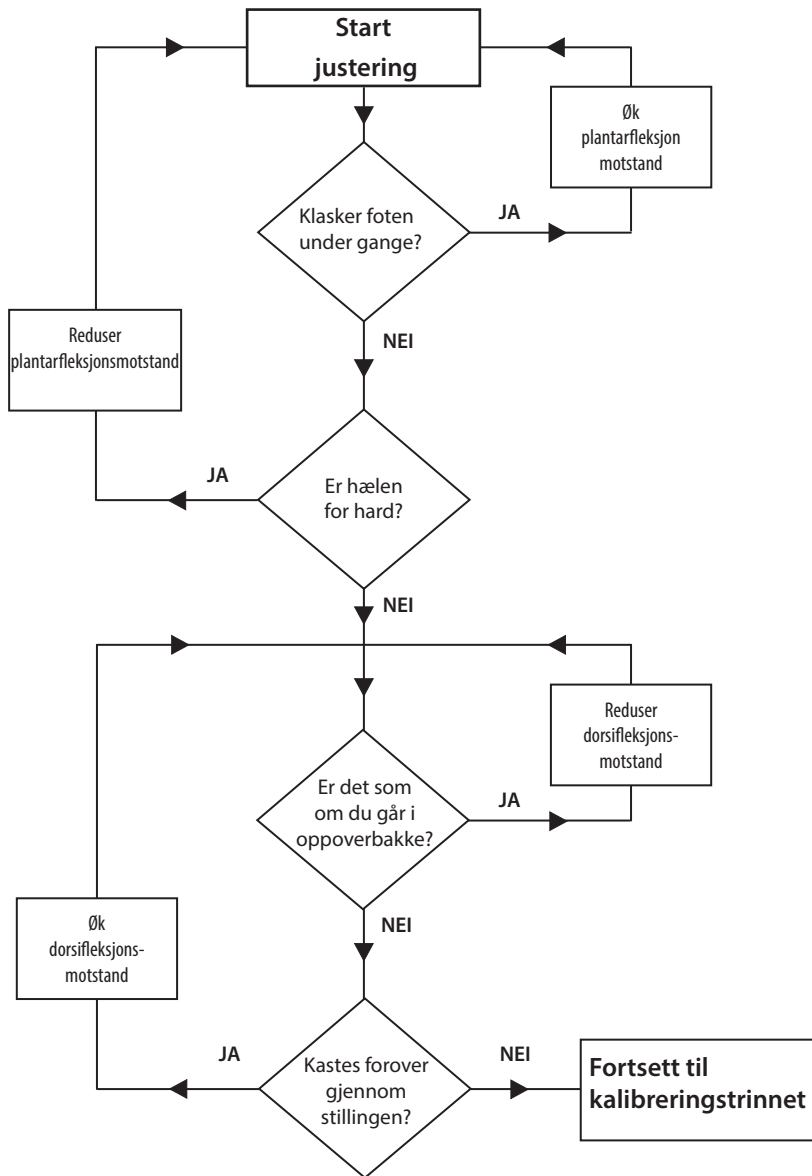 Start
justering
Øk
plantarfleksjon
motstand
Klasker foten
under gange?
JA
Reduser
plantarfleksjonsmotstand
NEI
JA
Er hælen
for hard?
NEI
Reduser
dorsifleksjons-
motstand
Er det som
om du går i
oppoverbakke?
JA
Øk
dorsifleksjons-
motstand
NEI
JA
Kastes forover
gjennom
stillingen?
NEI
Fortsett til
kalibreringstrinnet